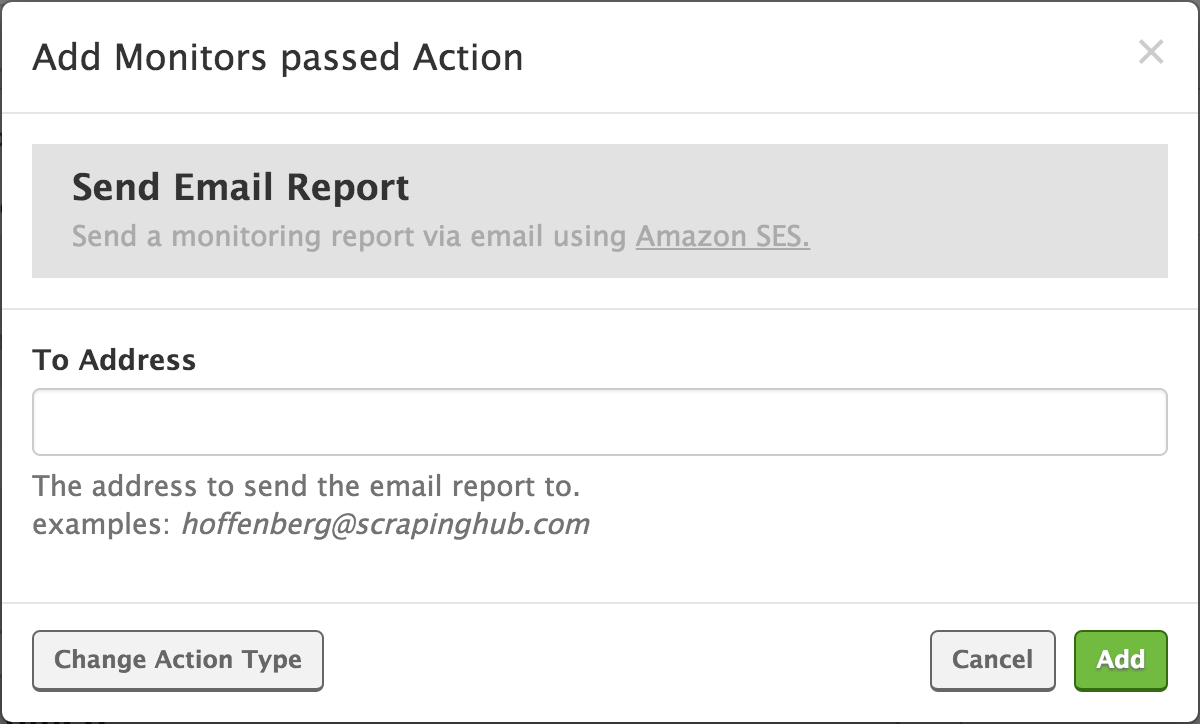 Add Monitors passed Action
Send Email Report
Send a monitoring report via email using Amazon SES.
To Address
The address to send the email report to.
examples: hoffenberg@scrapinghub.com
Change Action Type
Cancel
Add